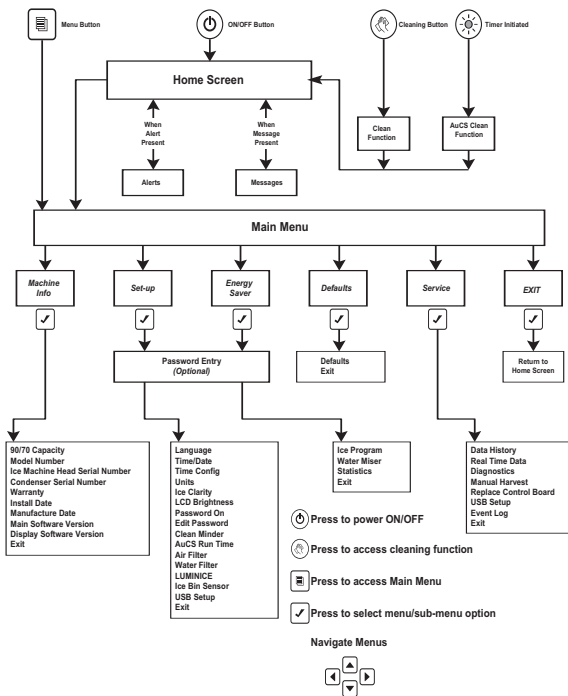 Menu Button
ON/OFF Button
Cleaning Button
Timer Initiated
Home Screen
When
Alert
Present
When
Message
Present
Clean
Function
AuCS Clean
Function
Alerts
Messages
Main Menu
Machine
Info
Set-up
Energy
Saver
Defaults
Service
EXIT
Password Entry
(Optional)
Defaults
Exit
Return to
Home Screen
90/70 Capacity
Model Number
Ice Machine Head Serial Number
Condenser Serial Number
Warranty
Install Date
Manufacture Date
Main Software Version
Display Software Version
Exit
Language
Time/Date
Time Config
Units
Ice Clarity
LCD Brightness
Password On
Edit Password
Clean Minder
AuCS Run Time
Air Filter
Water Filter
LUMINICE
Ice Bin Sensor
USB Setup
Exit
Ice Program
Water Miser
Statistics
Exit
Data History
Real Time Data
Diagnostics
Manual Harvest
Replace Control Board
USB Setup
Event Log
Exit
Press to power ON/OFF
Press to access cleaning function
Press to access Main Menu
Press to select menu/sub-menu option
Navigate Menus